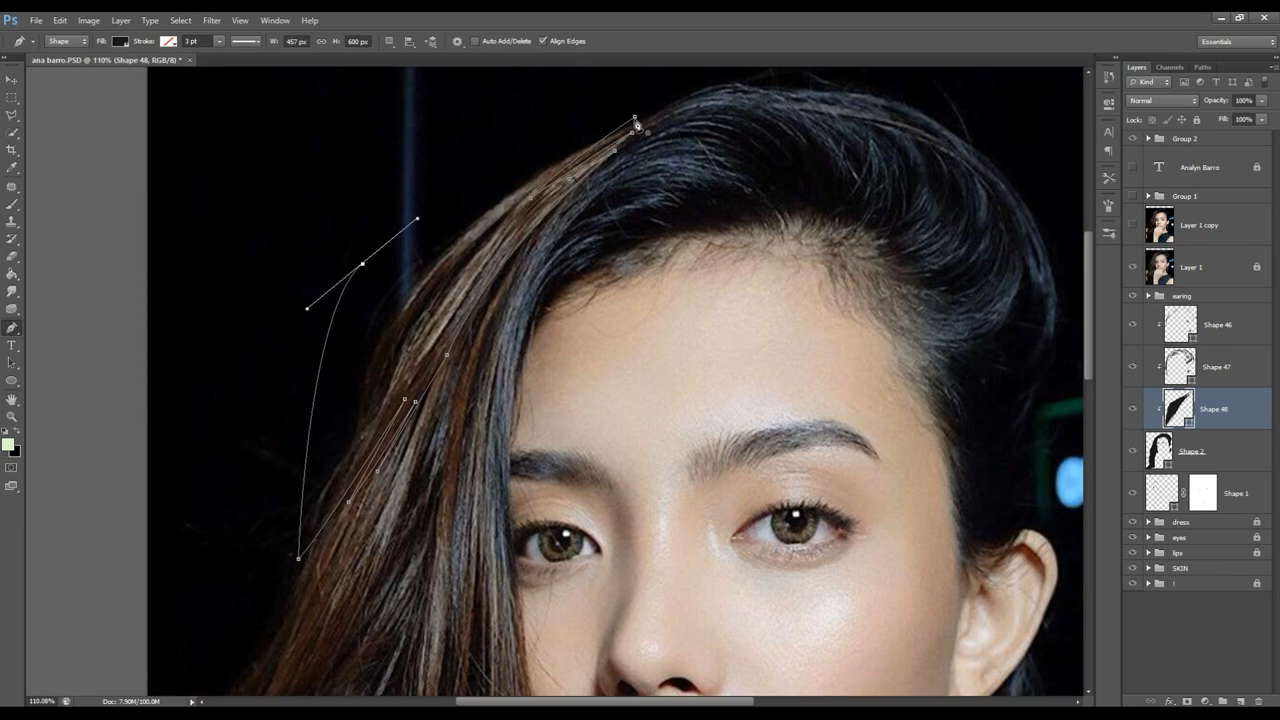 Ps File Edit Image Layer Type Select Filter View Window Help
Shape Fill: Stroke: 3 pt W: 457 px H: 600 px Auto Add/Delete Align Edges Essentials
ana barro.PSD @ 110% (Shape 48, RGB/8) * ×
Layers Channels Paths
Kind
Normal Opacity: 100%
Lock: Fill: 100%
Group 2
T Analyn Barro
Group 1
Layer 1 copy
Layer 1
earing
Shape 46
Shape 47
Shape 48
Shape 2
Shape 1
dress
eyes
lips
SKIN
!
110.08% Doc: 7.90M/100.0M